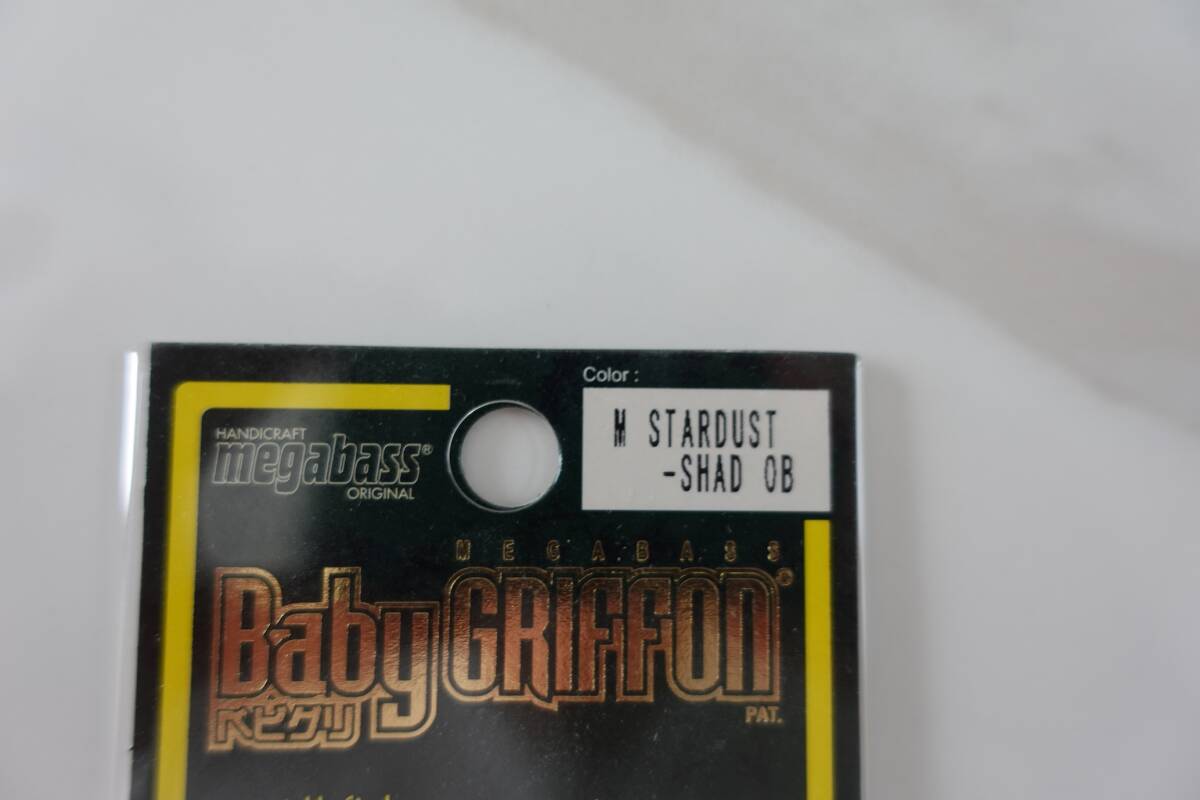 Color :
M STARDUST
-SHAD OB
HANDICRAFT
megabass®
ORIGINAL
MEGABASS
Baby GRIFFON®
ベビグリ
PAT.